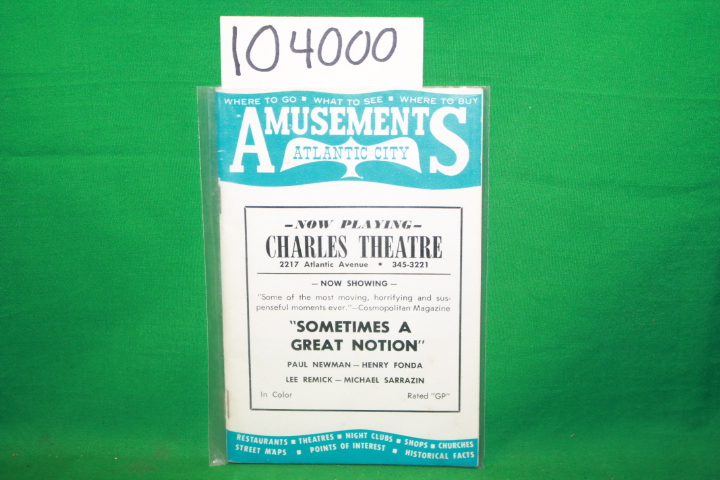 104000
WHERE TO GO ▪ WHAT TO SEE ▪ WHERE TO BUY
AMUSEMENTS
ATLANTIC CITY
—NOW PLAYING—
CHARLES THEATRE
2217 Atlantic Avenue • 345-3221
— NOW SHOWING —
"Some of the most moving, horrifying and sus-
penseful moments ever."—Cosmopolitan Magazine
"SOMETIMES A
GREAT NOTION"
PAUL NEWMAN — HENRY FONDA
LEE REMICK — MICHAEL SARRAZIN
In Color Rated "GP"
RESTAURANTS ▪ THEATRES ▪ NIGHT CLUBS ▪ SHOPS ▪ CHURCHES
STREET MAPS ▪ POINTS OF INTEREST ▪ HISTORICAL FACTS